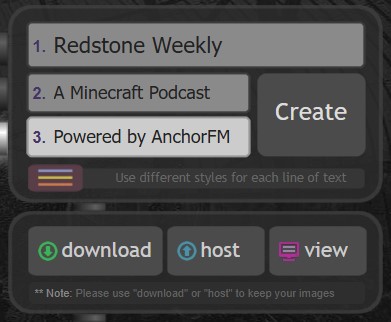 1. Redstone Weekly
2. A Minecraft Podcast
3. Powered by AnchorFM
Create
Use different styles for each line of text
download
host
view
** Note: Please use "download" or "host" to keep your images